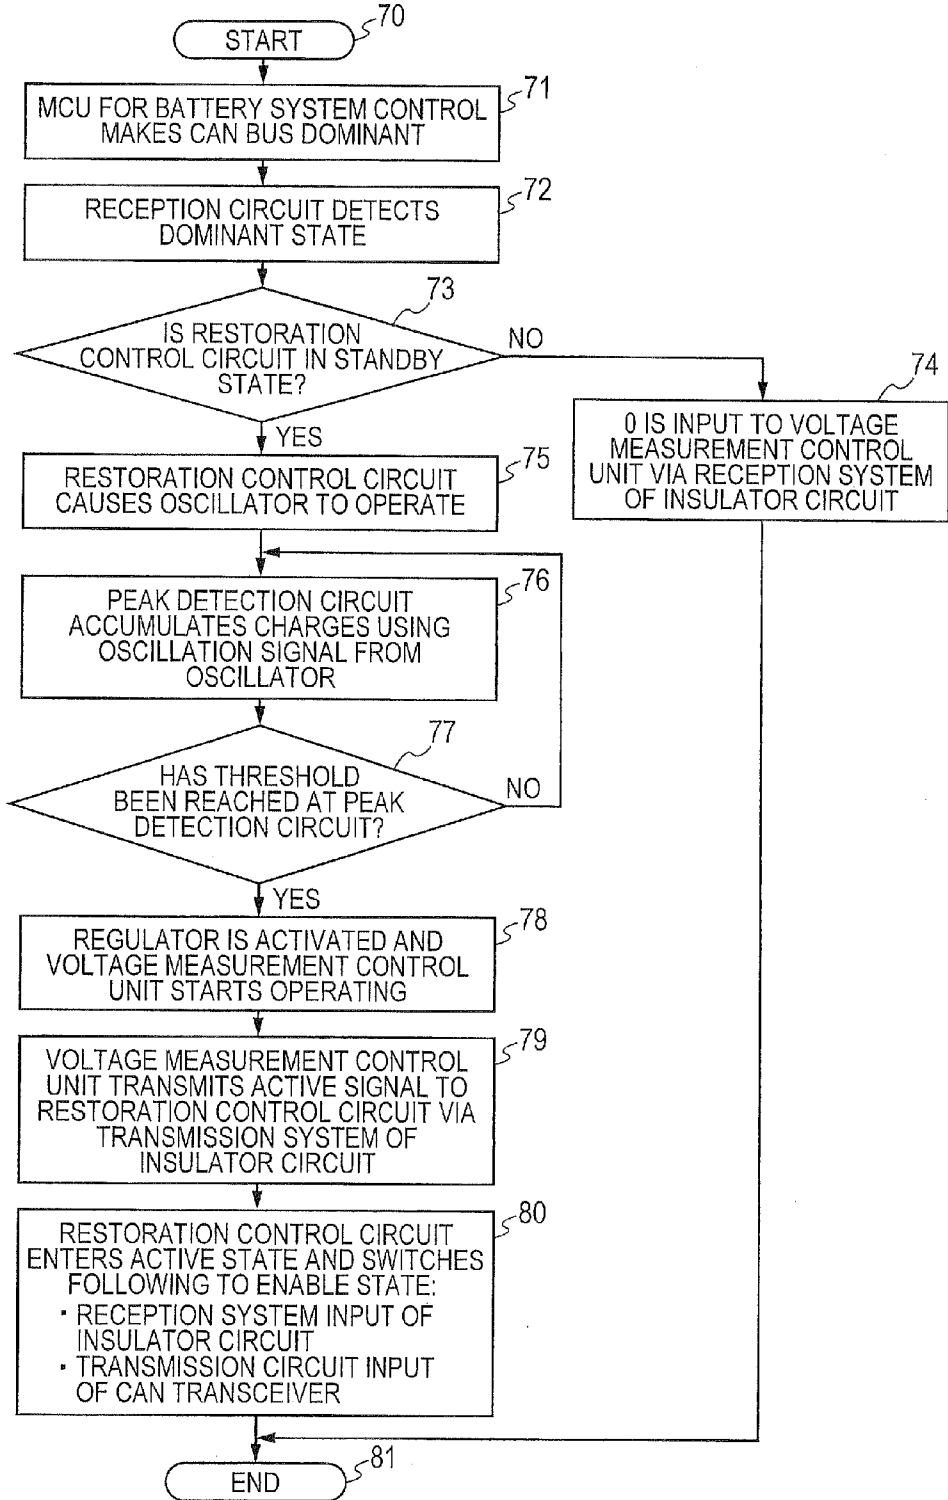 70
START
71
MCU FOR BATTERY SYSTEM CONTROL
MAKES CAN BUS DOMINANT
72
RECEPTION CIRCUIT DETECTS
DOMINANT STATE
73
IS RESTORATION
CONTROL CIRCUIT IN STANDBY
STATE?
NO
74
0 IS INPUT TO VOLTAGE
MEASUREMENT CONTROL
UNIT VIA RECEPTION SYSTEM
OF INSULATOR CIRCUIT
YES
75
RESTORATION CONTROL CIRCUIT
CAUSES OSCILLATOR TO OPERATE
76
PEAK DETECTION CIRCUIT
ACCUMULATES CHARGES USING
OSCILLATION SIGNAL FROM
OSCILLATOR
77
HAS THRESHOLD
BEEN REACHED AT PEAK
DETECTION CIRCUIT?
NO
YES
78
REGULATOR IS ACTIVATED AND
VOLTAGE MEASUREMENT CONTROL
UNIT STARTS OPERATING
79
VOLTAGE MEASUREMENT CONTROL
UNIT TRANSMITS ACTIVE SIGNAL TO
RESTORATION CONTROL CIRCUIT VIA
TRANSMISSION SYSTEM OF
INSULATOR CIRCUIT
80
RESTORATION CONTROL CIRCUIT
ENTERS ACTIVE STATE AND SWITCHES
FOLLOWING TO ENABLE STATE:
・RECEPTION SYSTEM INPUT OF
INSULATOR CIRCUIT
・TRANSMISSION CIRCUIT INPUT
OF CAN TRANSCEIVER
81
END